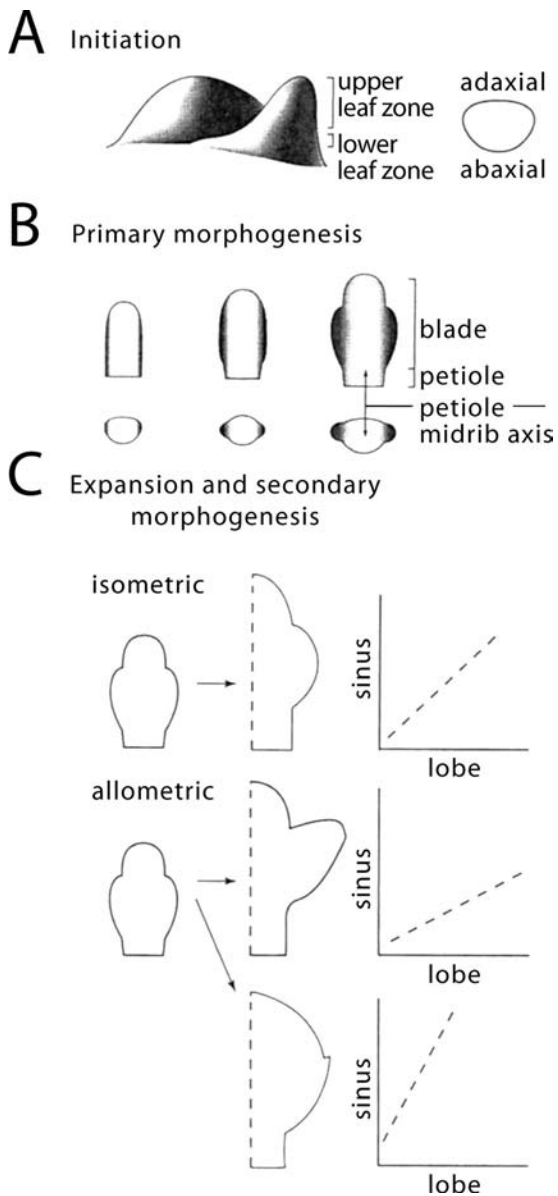 A Initiation
upper
leaf zone
lower
leaf zone
adaxial
abaxial
B Primary morphogenesis
blade
petiole
petiole
midrib axis
C Expansion and secondary
morphogenesis
isometric
sinus
lobe
allometric
sinus
lobe
sinus
lobe